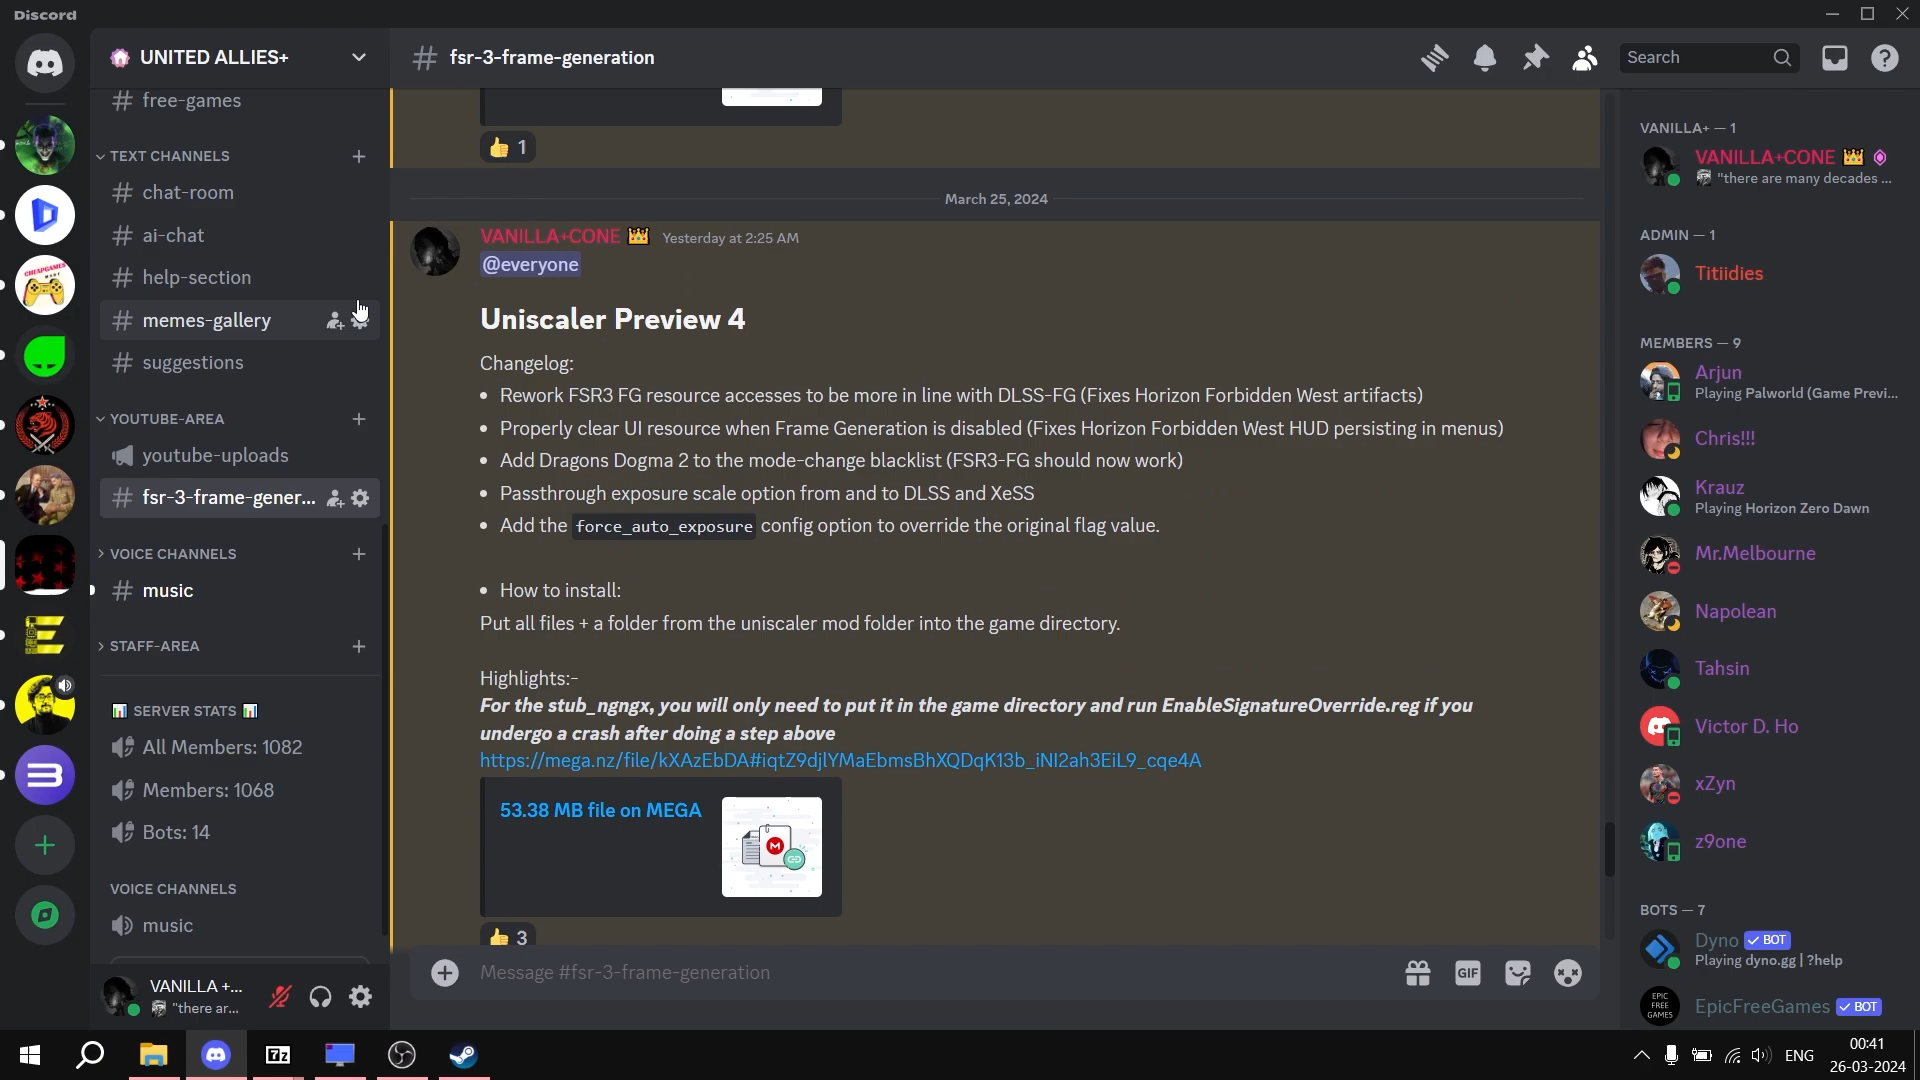 Discord
UNITED ALLIES+
free-games
TEXT CHANNELS
chat-room
ai-chat
help-section
memes-gallery
suggestions
YOUTUBE-AREA
youtube-uploads
fsr-3-frame-gener...
VOICE CHANNELS
music
STAFF-AREA
SERVER STATS
All Members: 1082
Members: 1068
Bots: 14
VOICE CHANNELS
music
VANILLA +...
"there ar...
fsr-3-frame-generation
Search
1
March 25, 2024
VANILLA+CONE Yesterday at 2:25 AM
@everyone
Uniscaler Preview 4
Changelog:
• Rework FSR3 FG resource accesses to be more in line with DLSS-FG (Fixes Horizon Forbidden West artifacts)
• Properly clear UI resource when Frame Generation is disabled (Fixes Horizon Forbidden West HUD persisting in menus)
• Add Dragons Dogma 2 to the mode-change blacklist (FSR3-FG should now work)
• Passthrough exposure scale option from and to DLSS and XeSS
• Add the force_auto_exposure config option to override the original flag value.
• How to install:
Put all files + a folder from the uniscaler mod folder into the game directory.
Highlights:-
For the stub_ngngx, you will only need to put it in the game directory and run EnableSignatureOverride.reg if you
undergo a crash after doing a step above
https://mega.nz/file/kXAzEbDA#iqtZ9djlYMaEbmsBhXQDqK13b_iNI2ah3EiL9_cqe4A
53.38 MB file on MEGA
3
Message #fsr-3-frame-generation
GIF
VANILLA+ — 1
VANILLA+CONE
"there are many decades ...
ADMIN — 1
Titiidies
MEMBERS — 9
Arjun
Playing Palworld (Game Previ...
Chris!!!
Krauz
Playing Horizon Zero Dawn
Mr.Melbourne
Napolean
Tahsin
Victor D. Ho
xZyn
z9one
BOTS — 7
Dyno BOT
Playing dyno.gg | ?help
EPIC
FREE
GAMES
EpicFreeGames BOT
7z
ENG
00:41
26-03-2024